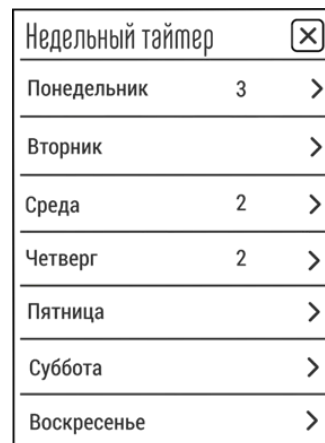 Недельный таймер
Понедельник 3
Вторник
Среда 2
Четверг 2
Пятница
Суббота
Воскресенье